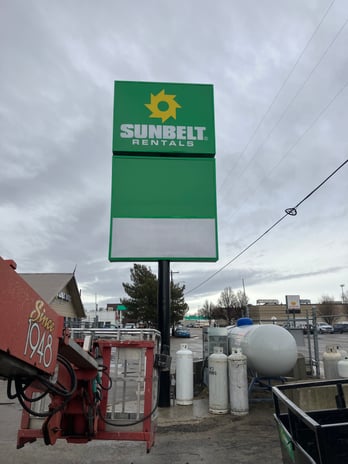 SUNBELT
RENTALS
Since
1948